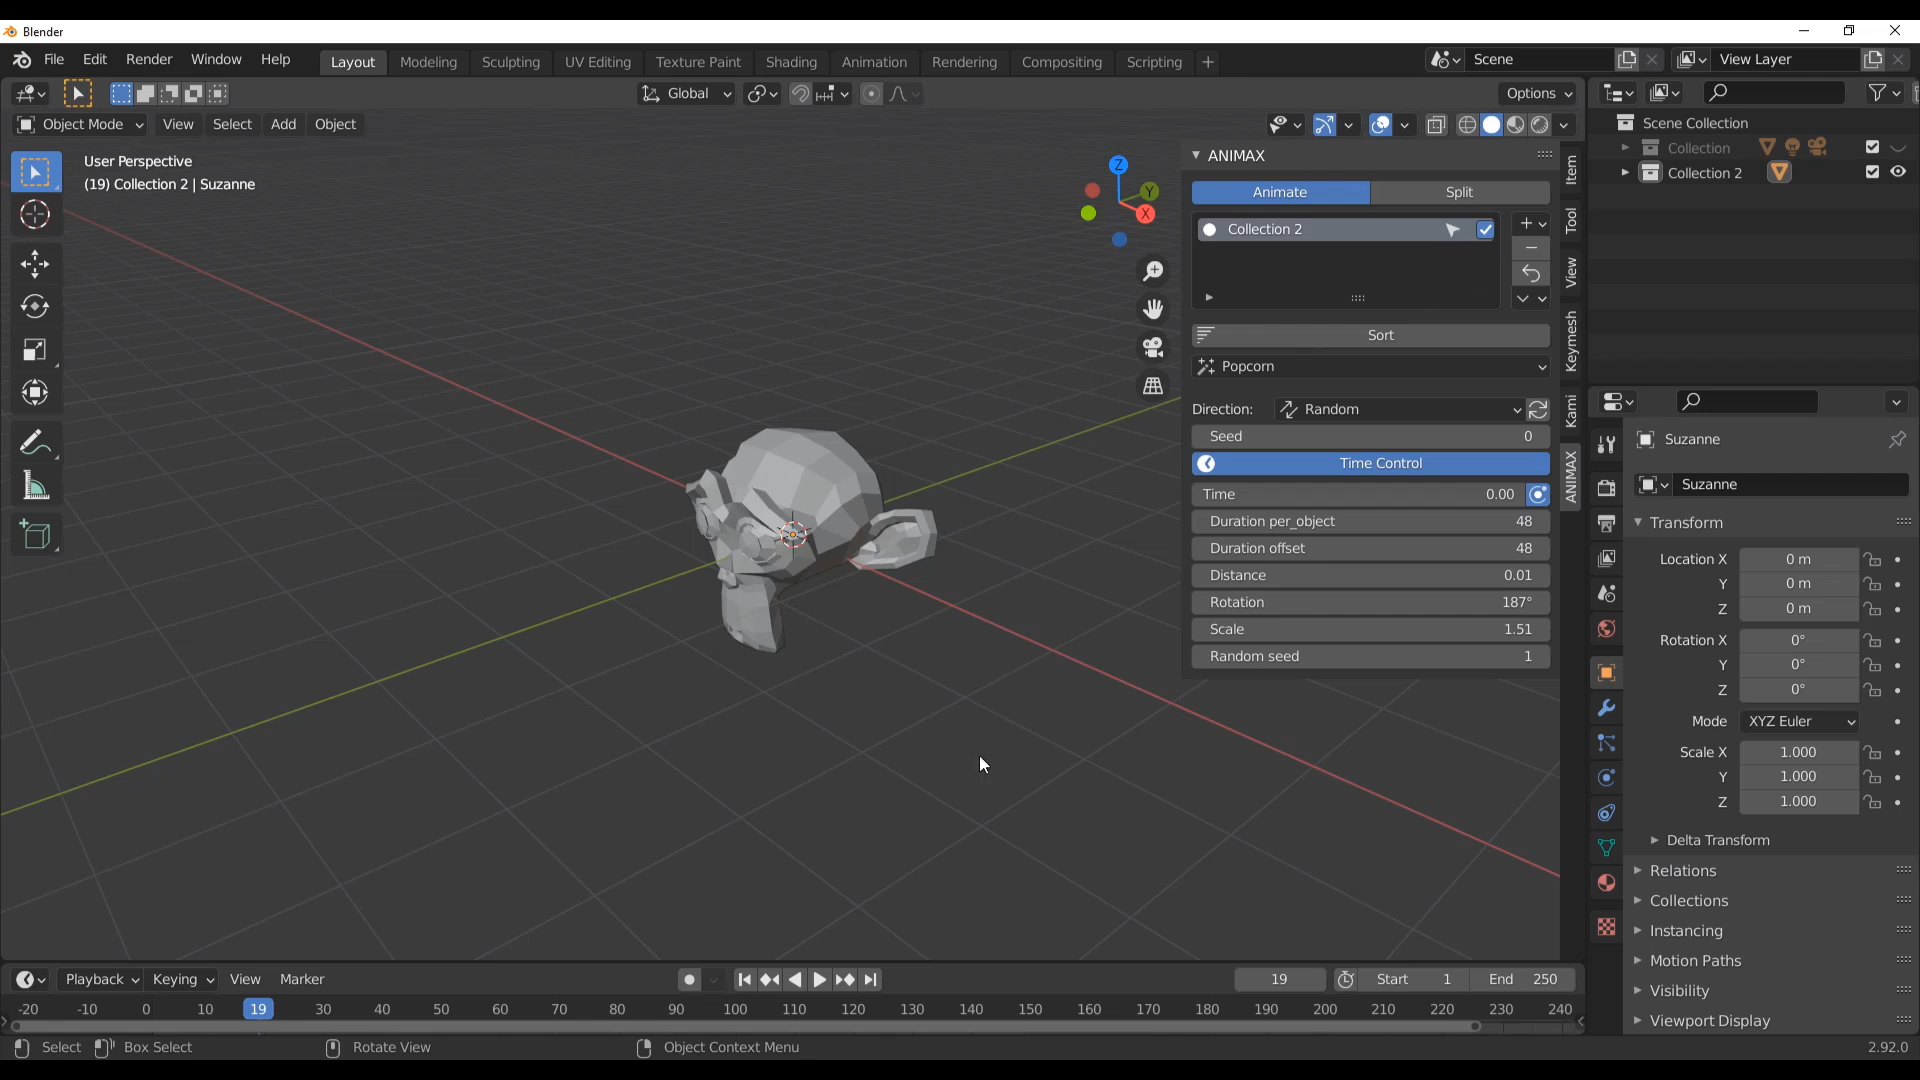 Blender
File Edit Render Window Help Layout Modeling Sculpting UV Editing Texture Paint Shading Animation Rendering Compositing Scripting + Scene View Layer
Global Options
Object Mode View Select Add Object
User Perspective
(19) Collection 2 | Suzanne
Z
Y
X
ANIMAX
Animate Split
Collection 2
Sort
Popcorn
Direction: Random
Seed 0
Time Control
Time 0.00
Duration per_object 48
Duration offset 48
Distance 0.01
Rotation 187°
Scale 1.51
Random seed 1
Item
Tool
View
Keymesh
Kami
ANIMAX
Scene Collection
Collection
Collection 2
Suzanne
Suzanne
Transform
Location X 0 m
Y 0 m
Z 0 m
Rotation X 0°
Y 0°
Z 0°
Mode XYZ Euler
Scale X 1.000
Y 1.000
Z 1.000
Delta Transform
Relations
Collections
Instancing
Motion Paths
Visibility
Viewport Display
Playback Keying View Marker 19 Start 1 End 250
-20 -10 0 10 19 30 40 50 60 70 80 90 100 110 120 130 140 150 160 170 180 190 200 210 220 230 240
Select Box Select Rotate View Object Context Menu 2.92.0